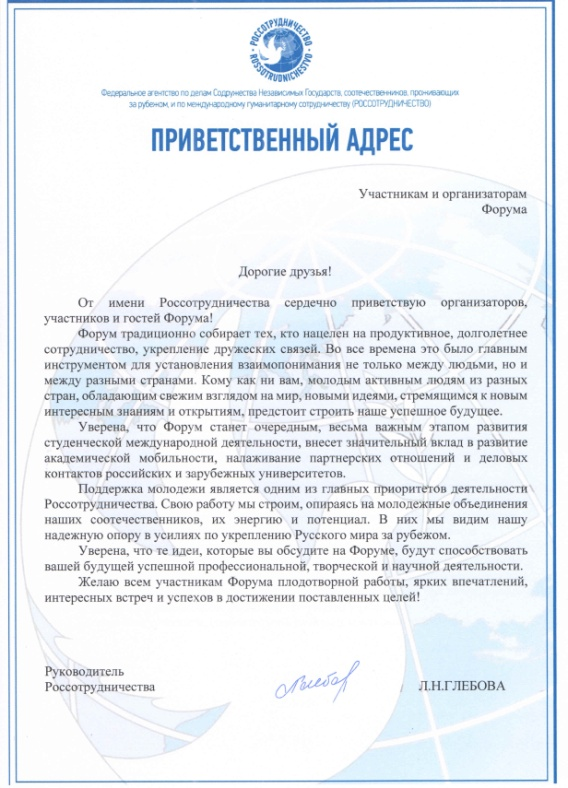 РОССОТРУДНИЧЕСТВО
ROSSOTRUDNICHESTVO
Федеральное агентство по делам Содружества Независимых Государств, соотечественников, проживающих
за рубежом, и по международному гуманитарному сотрудничеству (РОССОТРУДНИЧЕСТВО)
ПРИВЕТСТВЕННЫЙ АДРЕС
Участникам и организаторам
Форума
Дорогие друзья!
От имени Россотрудничества сердечно приветствую организаторов,
участников и гостей Форума!
Форум традиционно собирает тех, кто нацелен на продуктивное, долголетнее
сотрудничество, укрепление дружеских связей. Во все времена это было главным
инструментом для установления взаимопонимания не только между людьми, но и
между разными странами. Кому как ни вам, молодым активным людям из разных
стран, обладающим свежим взглядом на мир, новыми идеями, стремящимся к новым
интересным знаниям и открытиям, предстоит строить наше успешное будущее.
Уверена, что Форум станет очередным, весьма важным этапом развития
студенческой международной деятельности, внесет значительный вклад в развитие
академической мобильности, налаживание партнерских отношений и деловых
контактов российских и зарубежных университетов.
Поддержка молодежи является одним из главных приоритетов деятельности
Россотрудничества. Свою работу мы строим, опираясь на молодежные объединения
наших соотечественников, их энергию и потенциал. В них мы видим нашу
надежную опору в усилиях по укреплению Русского мира за рубежом.
Уверена, что те идеи, которые вы обсудите на Форуме, будут способствовать
вашей будущей успешной профессиональной, творческой и научной деятельности.
Желаю всем участникам Форума плодотворной работы, ярких впечатлений,
интересных встреч и успехов в достижении поставленных целей!
Руководитель
Россотрудничества
Л.Н.ГЛЕБОВА